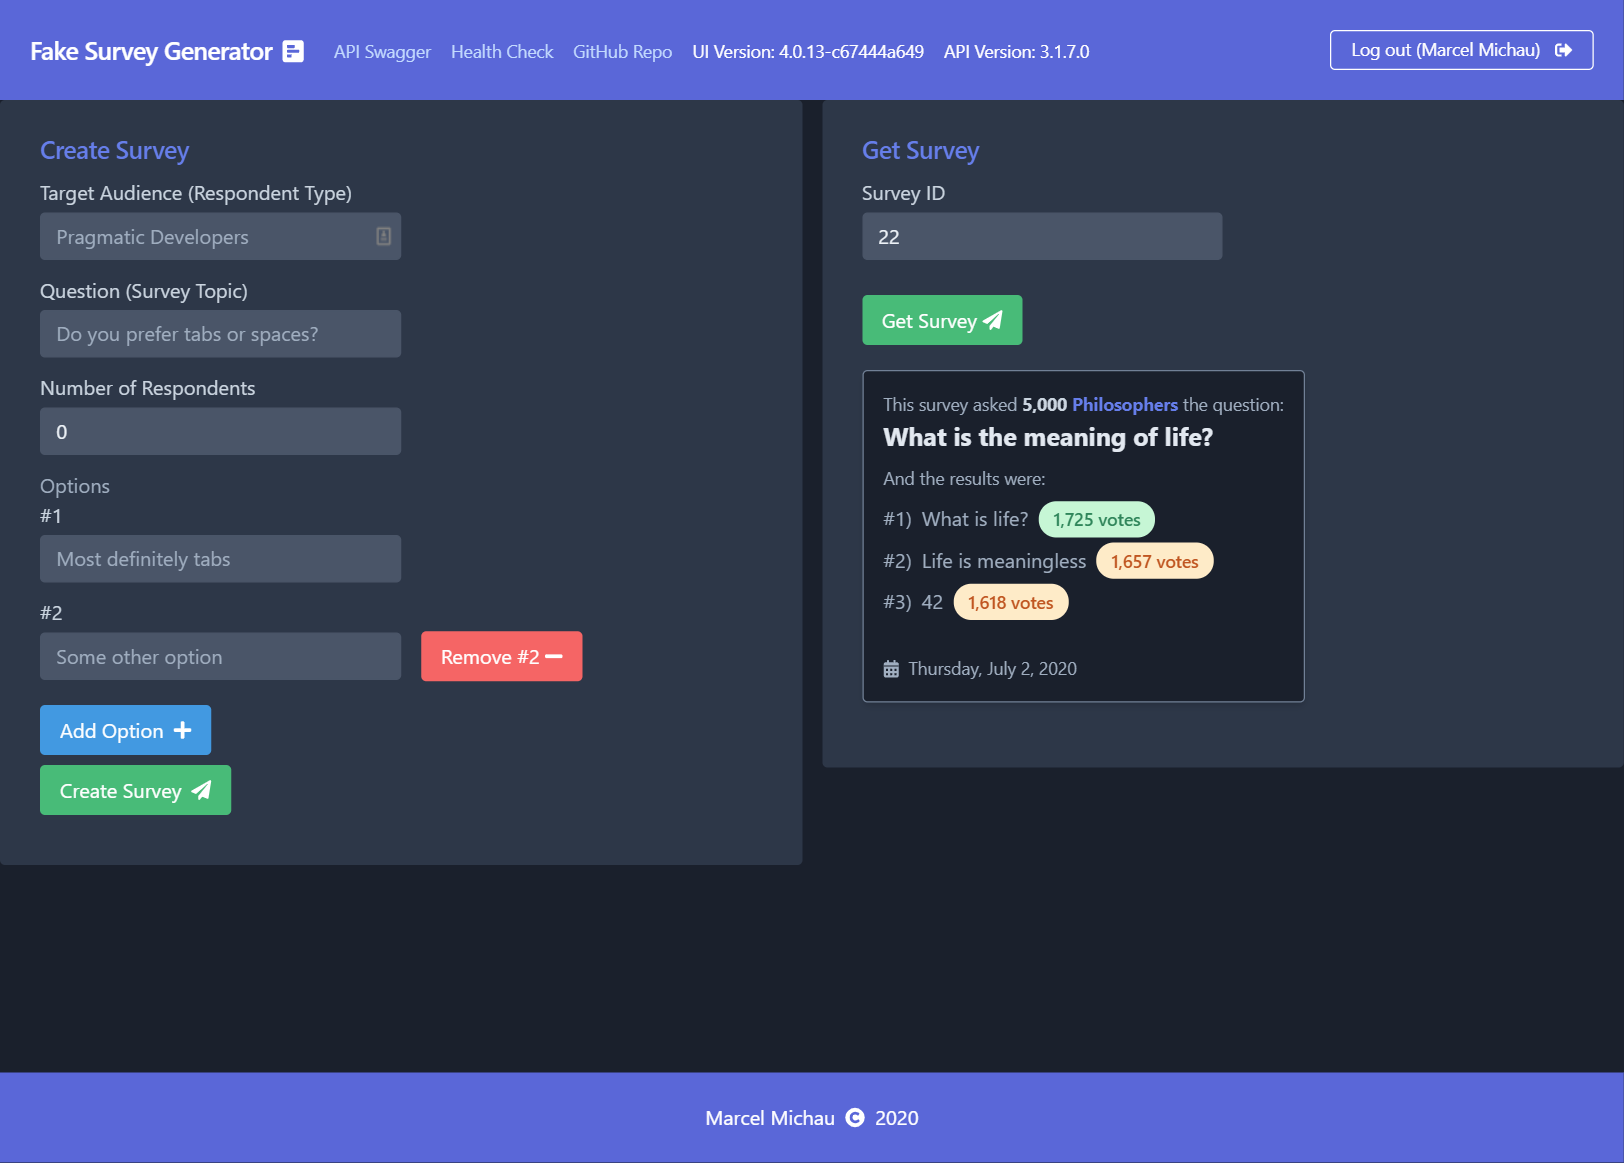 Fake Survey Generator API Swagger Health Check GitHub Repo UI Version: 4.0.13-c67444a649 API Version: 3.1.7.0 Log out (Marcel Michau)
Create Survey
Target Audience (Respondent Type)
Pragmatic Developers
Question (Survey Topic)
Do you prefer tabs or spaces?
Number of Respondents
0
Options
#1
Most definitely tabs
#2
Some other option Remove #2
Add Option
Create Survey
Get Survey
Survey ID
22
Get Survey
This survey asked 5,000 Philosophers the question:
What is the meaning of life?
And the results were:
#1) What is life? 1,725 votes
#2) Life is meaningless 1,657 votes
#3) 42 1,618 votes
Thursday, July 2, 2020
Marcel Michau © 2020